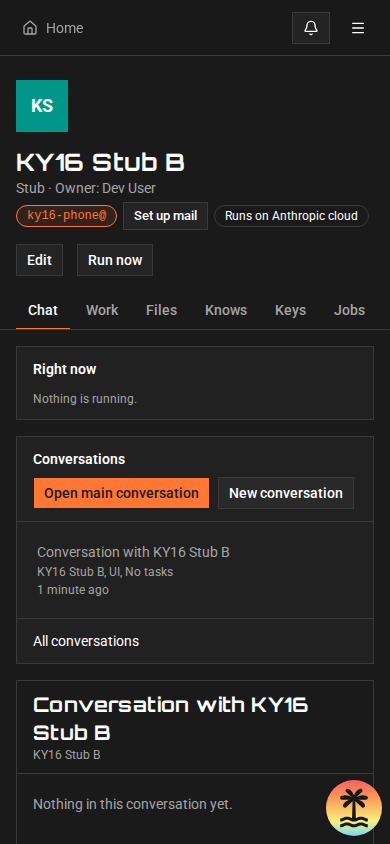 Home
KS
KY16 Stub B
Stub · Owner: Dev User
ky16-phone@ Set up mail Runs on Anthropic cloud
Edit Run now
Chat Work Files Knows Keys Jobs
Right now
Nothing is running.
Conversations
Open main conversation New conversation
Conversation with KY16 Stub B
KY16 Stub B, UI, No tasks
1 minute ago
All conversations
Conversation with KY16
Stub B
KY16 Stub B
Nothing in this conversation yet.